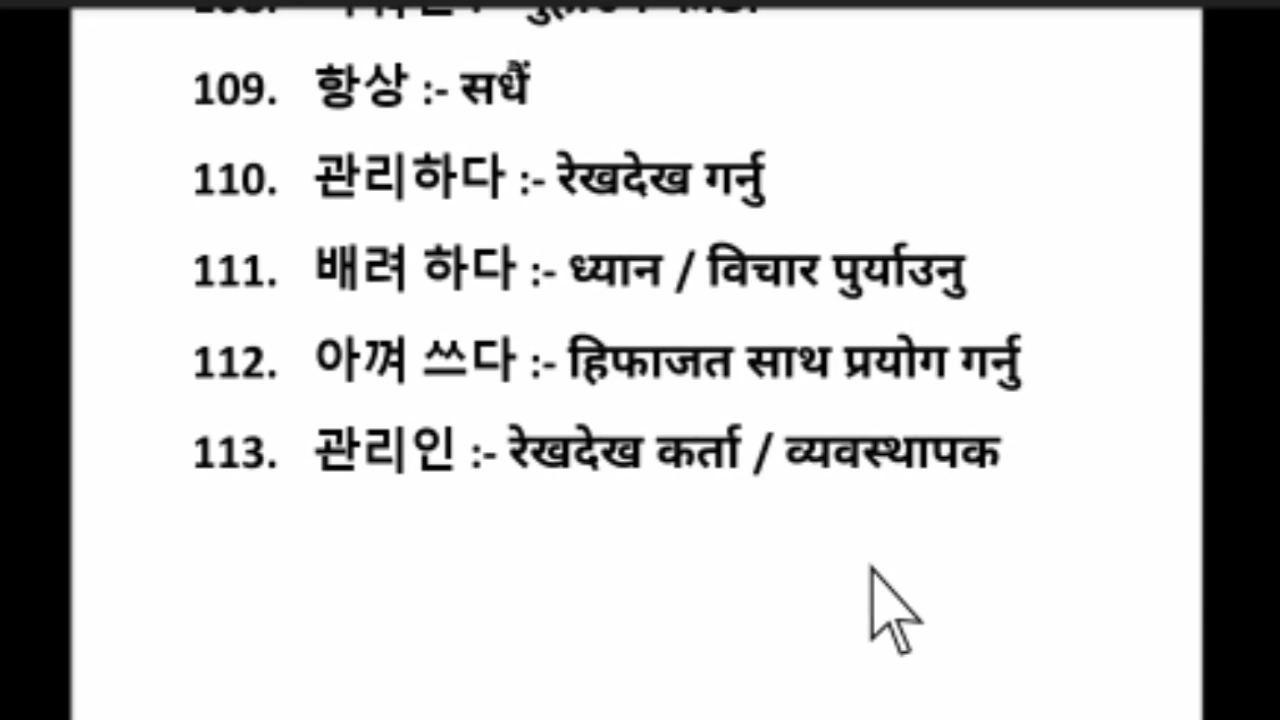 109. 항상 :- सधैं
110. 관리하다 :- रेखदेख गर्नु
111. 배려 하다 :- ध्यान / विचार पुर्याउनु
112. 아껴 쓰다 :- हिफाजत साथ प्रयोग गर्नु
113. 관리인 :- रेखदेख कर्ता / व्यवस्थापक